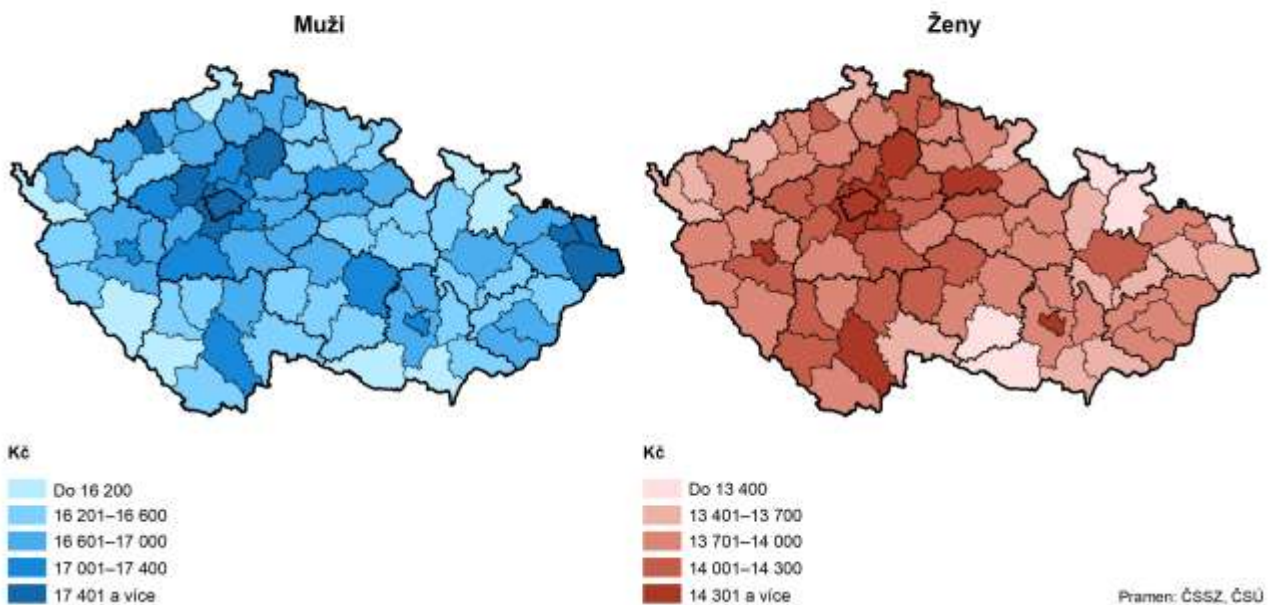 Muži
Ženy
Kč
Do 16 200
16 201–16 600
16 601–17 000
17 001–17 400
17 401 a více
Kč
Do 13 400
13 401–13 700
13 701–14 000
14 001–14 300
14 301 a více
Pramen: ČSSZ, ČSÚ